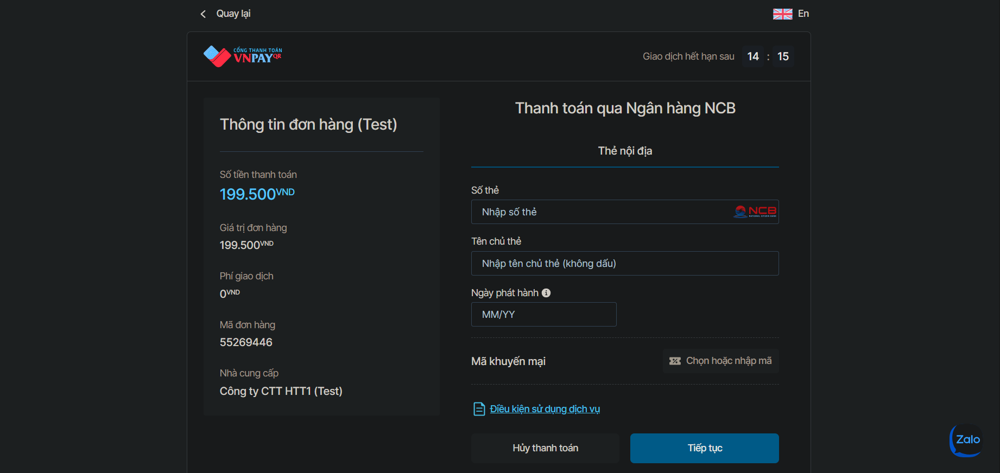 Quay lại
En
CỔNG THANH TOÁN
VNPAYQR
Giao dịch hết hạn sau 14 : 15
Thông tin đơn hàng (Test)
Số tiền thanh toán
199.500VND
Giá trị đơn hàng
199.500VND
Phí giao dịch
0VND
Mã đơn hàng
55269446
Nhà cung cấp
Công ty CTT HTT1 (Test)
Thanh toán qua Ngân hàng NCB
Thẻ nội địa
Số thẻ
Nhập số thẻ
NCB
NATIONAL CITIZEN BANK
Tên chủ thẻ
Nhập tên chủ thẻ (không dấu)
Ngày phát hành
MM/YY
Mã khuyến mại
Chọn hoặc nhập mã
Điều kiện sử dụng dịch vụ
Hủy thanh toán
Tiếp tục
Zalo